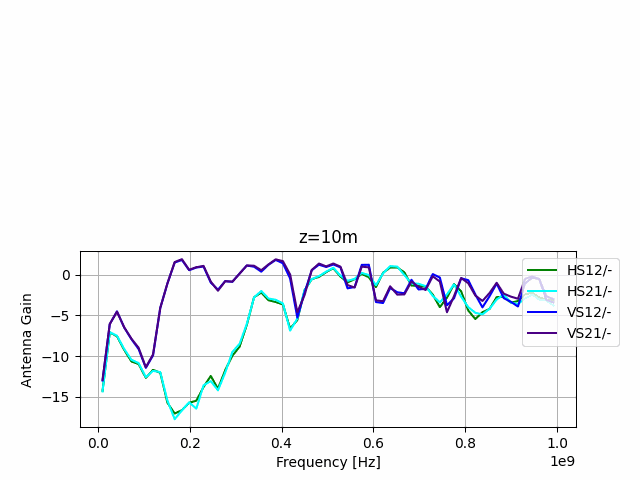 z=10m
Antenna Gain
0
−5
−10
−15
HS12/-
HS21/-
VS12/-
VS21/-
0.0
0.2
0.4
0.6
0.8
1.0
Frequency [Hz]
1e9